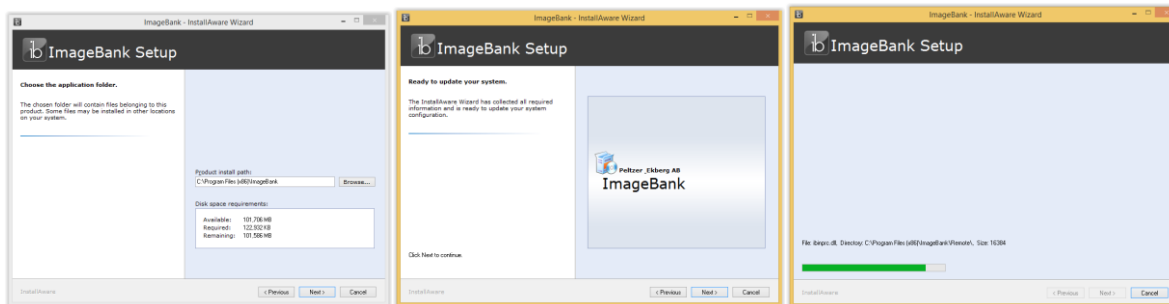 ImageBank - InstallAware Wizard
ib ImageBank Setup
Choose the application folder.
The chosen folder will contain files belonging to this
product. Some files may be installed in other locations
on your system.
Product install path:
C:\Program Files (x86)\ImageBank
Browse...
Disk space requirements:
Available: 101,706 MB
Required: 122,932 KB
Remaining: 101,586 MB
InstallAware
< Previous
Next >
Cancel
ImageBank - InstallAware Wizard
ib ImageBank Setup
Ready to update your system.
The InstallAware Wizard has collected all required
information and is ready to update your system
configuration.
Peltzer_Ekberg AB
ImageBank
Click Next to continue.
InstallAware
< Previous
Next >
Cancel
ImageBank - InstallAware Wizard
ib ImageBank Setup
File: ibimprc.dll, Directory: C:\Program Files (x86)\ImageBank\Remote\, Size: 16384
InstallAware
< Previous
Next >
Cancel